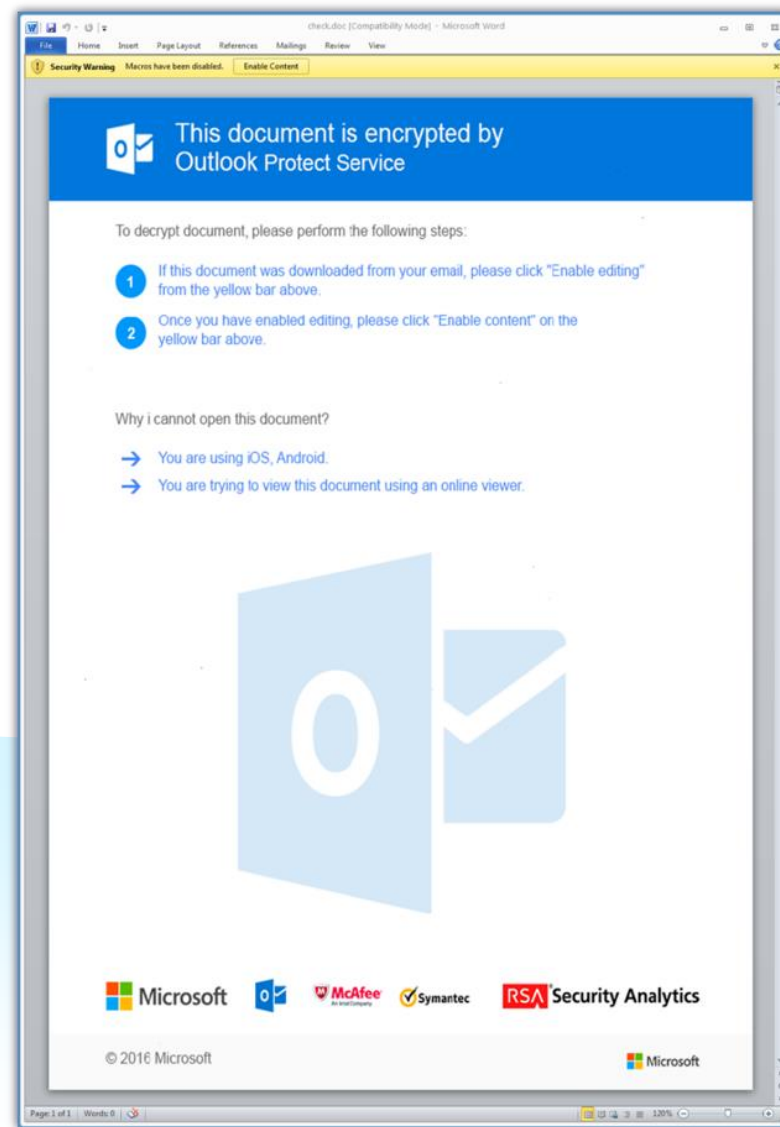 check.doc [Compatibility Mode] - Microsoft Word
File Home Insert Page Layout References Mailings Review View
Security Warning Macros have been disabled. Enable Content
This document is encrypted by
Outlook Protect Service
To decrypt document, please perform the following steps:
1 If this document was downloaded from your email, please click "Enable editing"
from the yellow bar above.
2 Once you have enabled editing, please click "Enable content" on the
yellow bar above.
Why i cannot open this document?
You are using iOS, Android.
You are trying to view this document using an online viewer.
Microsoft McAfee Symantec RSA Security Analytics
An Intel Company
© 2016 Microsoft Microsoft
Page: 1 of 1 Words: 0 120%